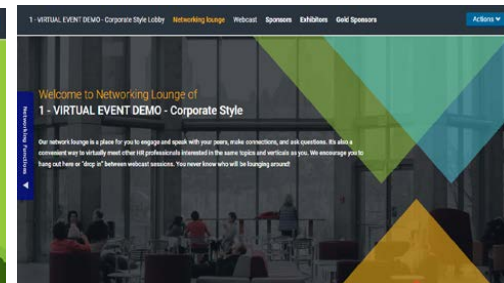 1 - VIRTUAL EVENT DEMO - Corporate Style Lobby Networking lounge Webcast Sponsors Exhibitors Gold Sponsors Actions
Welcome to Networking Lounge of
1 - VIRTUAL EVENT DEMO - Corporate Style
Our network lounge is a place for you to engage and speak with your peers, make connections, and ask questions. It's also a
convenient way to virtually meet other HR professionals interested in the same topics and verticals as you. We encourage you to
hang out here or "drop in" between webcast sessions. You never know who will be lounging around!
Networking Functions